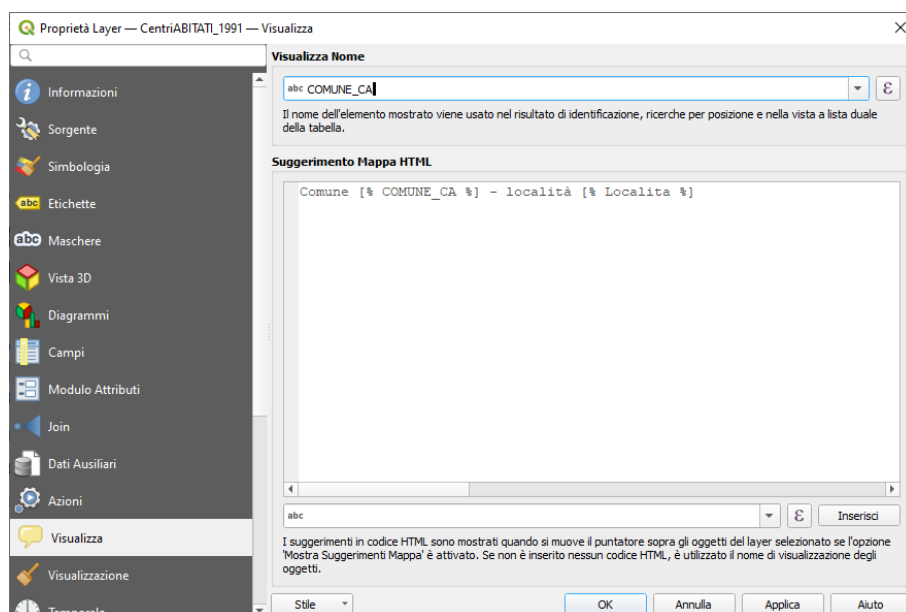 Proprietà Layer — CentriABITATI_1991 — Visualizza
Visualizza Nome
abc COMUNE_CA
ε
Il nome dell'elemento mostrato viene usato nel risultato di identificazione, ricerche per posizione e nella vista a lista duale
della tabella.
Suggerimento Mappa HTML
Comune [% COMUNE_CA %] - località [% Localita %]
abc
ε
Inserisci
I suggerimenti in codice HTML sono mostrati quando si muove il puntatore sopra gli oggetti del layer selezionato se l'opzione
'Mostra Suggerimenti Mappa' è attivato. Se non è inserito nessun codice HTML, è utilizzato il nome di visualizzazione degli
oggetti.
Informazioni
Sorgente
Simbologia
abc Etichette
abc Maschere
Vista 3D
Diagrammi
Campi
Modulo Attributi
Join
Dati Ausiliari
Azioni
Visualizza
Visualizzazione
Temporale
Stile
OK
Annulla
Applica
Aiuto